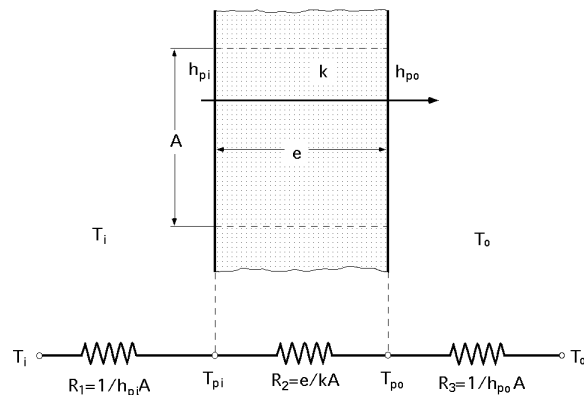 h_pi k h_po
A
e
T_i T_o
T_i T_o
R_1=1/h_pi A T_pi R_2=e/kA T_po R_3=1/h_po A